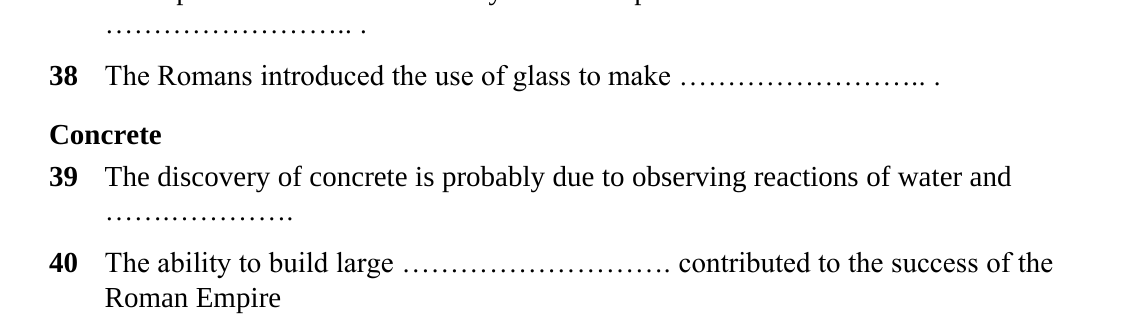 …………………….. .
38 The Romans introduced the use of glass to make …………………….. .
Concrete
39 The discovery of concrete is probably due to observing reactions of water and
…….………….
40 The ability to build large ………………………. contributed to the success of the
Roman Empire